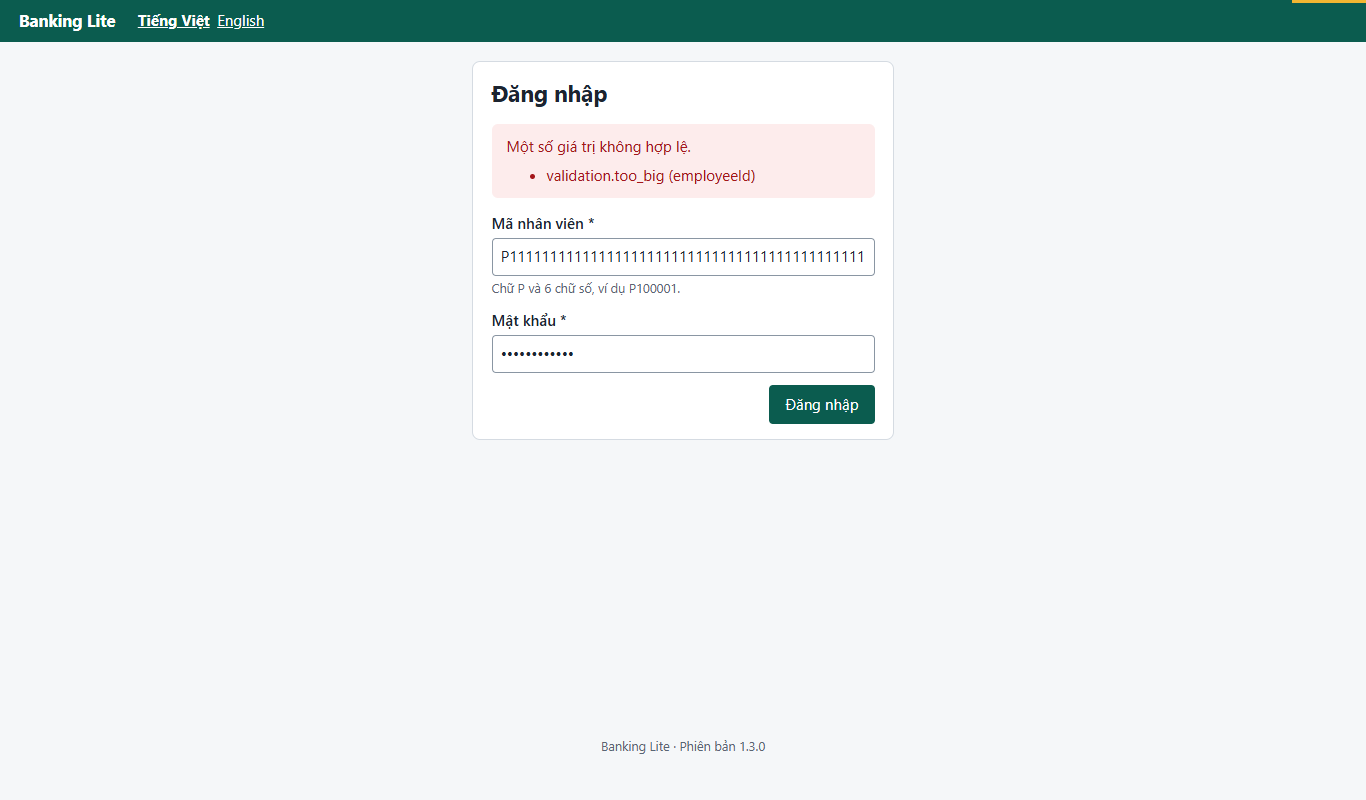 Banking Lite Tiếng Việt English
Đăng nhập
Một số giá trị không hợp lệ.
• validation.too_big (employeeId)
Mã nhân viên *
P11111111111111111111111111111111111111111111
Chữ P và 6 chữ số, ví dụ P100001.
Mật khẩu *
••••••••••••
Đăng nhập
Banking Lite · Phiên bản 1.3.0